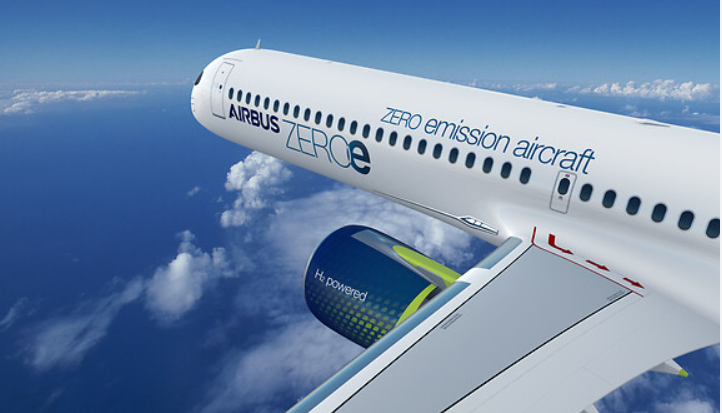 ZERO emission aircraft
AIRBUS ZEROe
H₂ powered